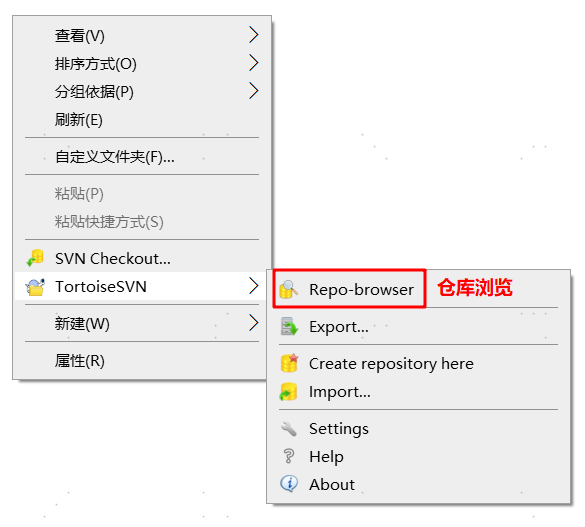 查看(V)
排序方式(O)
分组依据(P)
刷新(E)
自定义文件夹(F)...
粘贴(P)
粘贴快捷方式(S)
SVN Checkout...
TortoiseSVN
新建(W)
属性(R)
Repo-browser 仓库浏览
Export...
Create repository here
Import...
Settings
Help
About